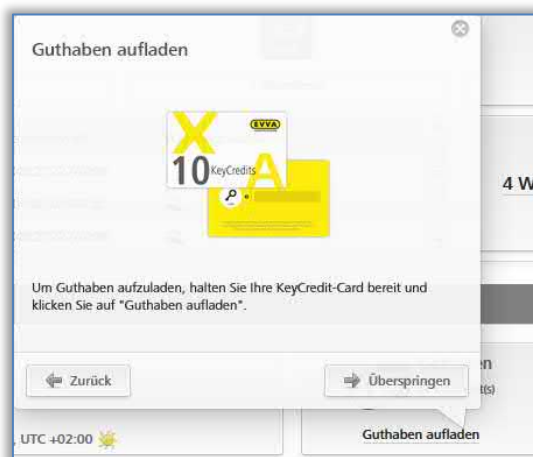 Guthaben aufladen
X
EVVA
10 KeyCredits
A
4 W
Um Guthaben aufzuladen, halten Sie Ihre KeyCredit-Card bereit und
klicken Sie auf "Guthaben aufladen".
Zurück
Überspringen
n
t(s)
, UTC +02:00
Guthaben aufladen